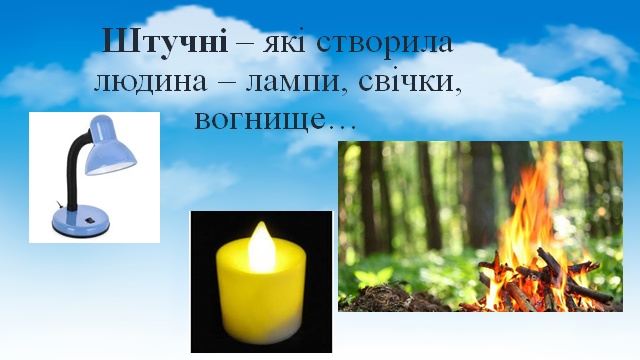 Штучні – які створила
людина – лампи, свічки,
вогнище…